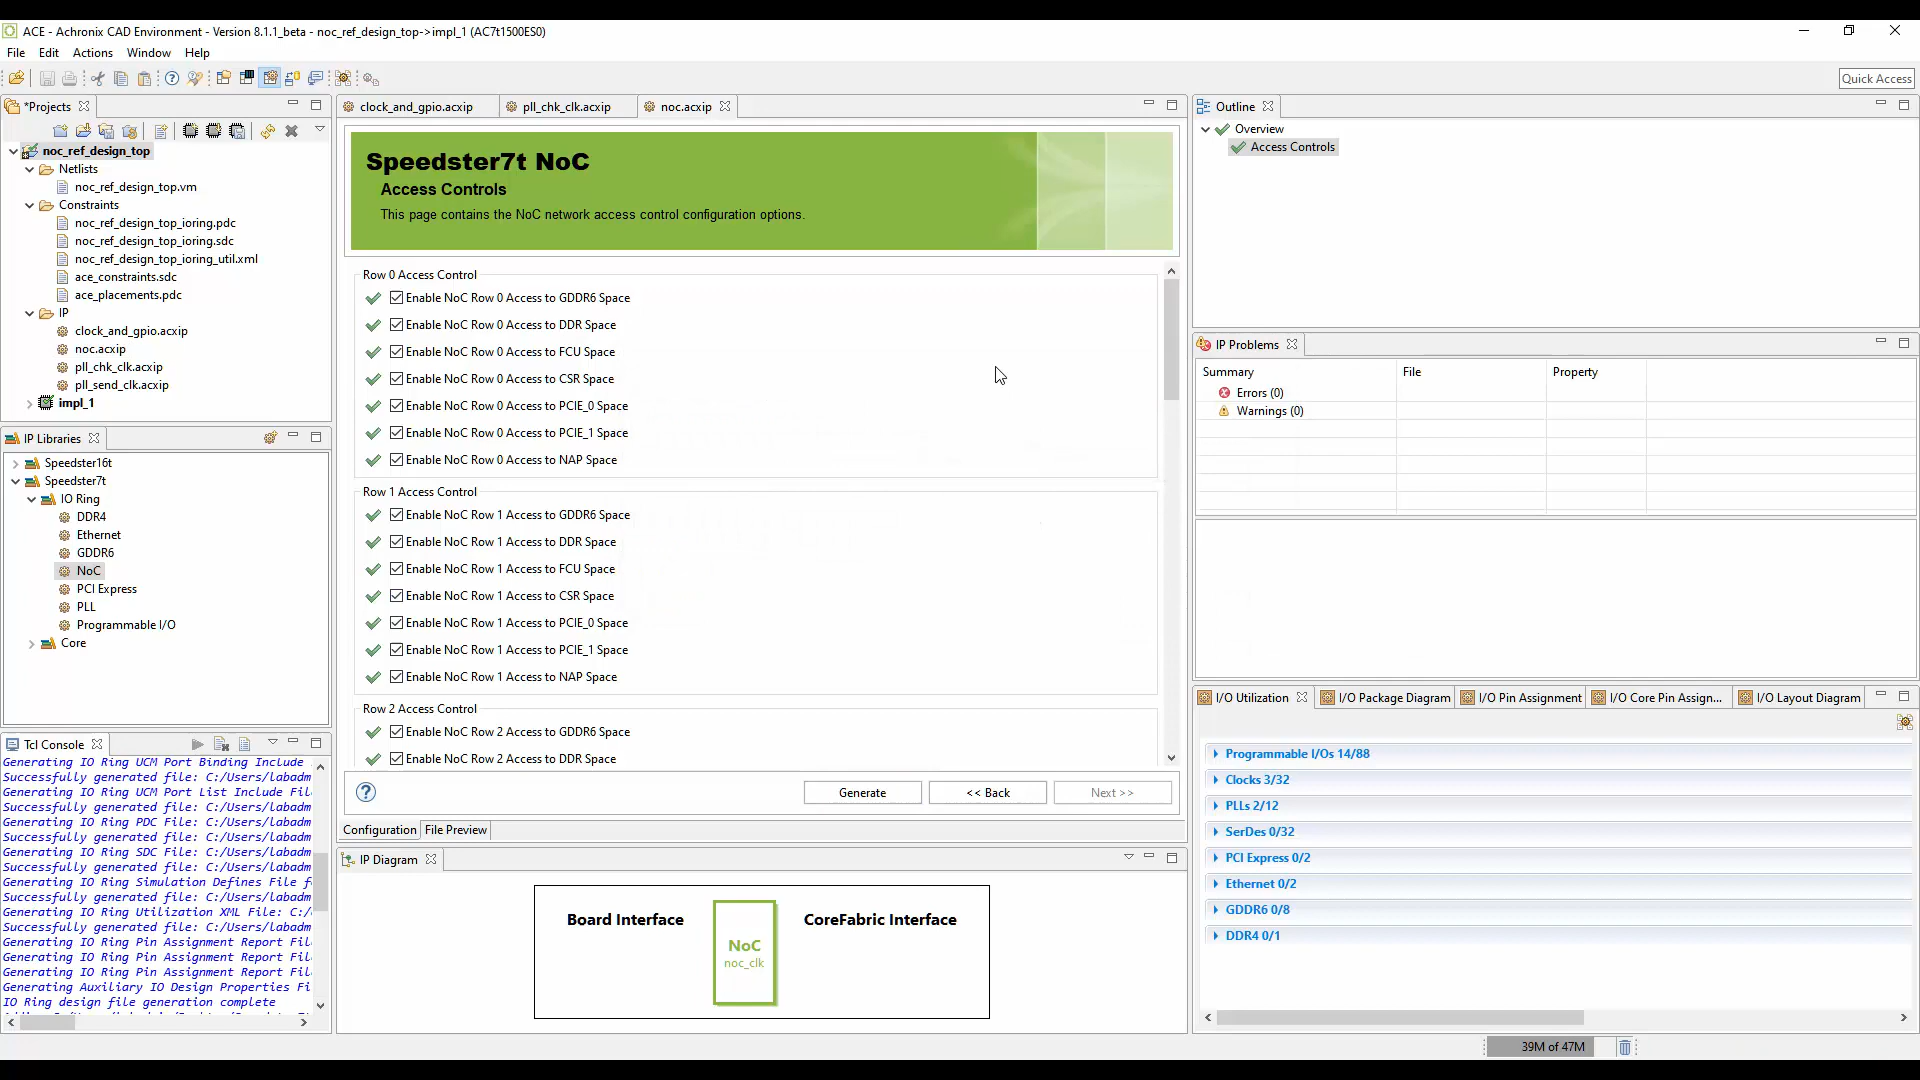 ACE - Achronix CAD Environment - Version 8.1.1_beta - noc_ref_design_top->impl_1 (AC7t1500ES0)
File Edit Actions Window Help
Quick Access
*Projects
noc_ref_design_top
Netlists
noc_ref_design_top.vm
Constraints
noc_ref_design_top_ioring.pdc
noc_ref_design_top_ioring.sdc
noc_ref_design_top_ioring_util.xml
ace_constraints.sdc
ace_placements.pdc
IP
clock_and_gpio.acxip
noc.acxip
pll_chk_clk.acxip
pll_send_clk.acxip
impl_1
IP Libraries
Speedster16t
Speedster7t
IO Ring
DDR4
Ethernet
GDDR6
NoC
PCI Express
PLL
Programmable I/O
Core
Tcl Console
Generating IO Ring UCM Port Binding Include
Successfully generated file: C:/Users/labadm
Generating IO Ring UCM Port List Include Fil
Successfully generated file: C:/Users/labadm
Generating IO Ring PDC File: C:/Users/labadm
Successfully generated file: C:/Users/labadm
Generating IO Ring SDC File: C:/Users/labadm
Successfully generated file: C:/Users/labadm
Generating IO Ring Simulation Defines File f
Successfully generated file: C:/Users/labadm
Generating IO Ring Utilization XML File: C:/
Successfully generated file: C:/Users/labadm
Generating IO Ring Pin Assignment Report Fil
Generating IO Ring Pin Assignment Report Fil
Generating IO Ring Pin Assignment Report Fil
Generating Auxiliary IO Design Properties Fi
IO Ring design file generation complete
clock_and_gpio.acxip pll_chk_clk.acxip noc.acxip
Speedster7t NoC
Access Controls
This page contains the NoC network access control configuration options.
Row 0 Access Control
Enable NoC Row 0 Access to GDDR6 Space
Enable NoC Row 0 Access to DDR Space
Enable NoC Row 0 Access to FCU Space
Enable NoC Row 0 Access to CSR Space
Enable NoC Row 0 Access to PCIE_0 Space
Enable NoC Row 0 Access to PCIE_1 Space
Enable NoC Row 0 Access to NAP Space
Row 1 Access Control
Enable NoC Row 1 Access to GDDR6 Space
Enable NoC Row 1 Access to DDR Space
Enable NoC Row 1 Access to FCU Space
Enable NoC Row 1 Access to CSR Space
Enable NoC Row 1 Access to PCIE_0 Space
Enable NoC Row 1 Access to PCIE_1 Space
Enable NoC Row 1 Access to NAP Space
Row 2 Access Control
Enable NoC Row 2 Access to GDDR6 Space
Enable NoC Row 2 Access to DDR Space
Generate << Back Next >>
Configuration File Preview
IP Diagram
Board Interface
NoC
noc_clk
CoreFabric Interface
Outline
Overview
Access Controls
IP Problems
Summary File Property
Errors (0)
Warnings (0)
I/O Utilization I/O Package Diagram I/O Pin Assignment I/O Core Pin Assign... I/O Layout Diagram
Programmable I/Os 14/88
Clocks 3/32
PLLs 2/12
SerDes 0/32
PCI Express 0/2
Ethernet 0/2
GDDR6 0/8
DDR4 0/1
39M of 47M